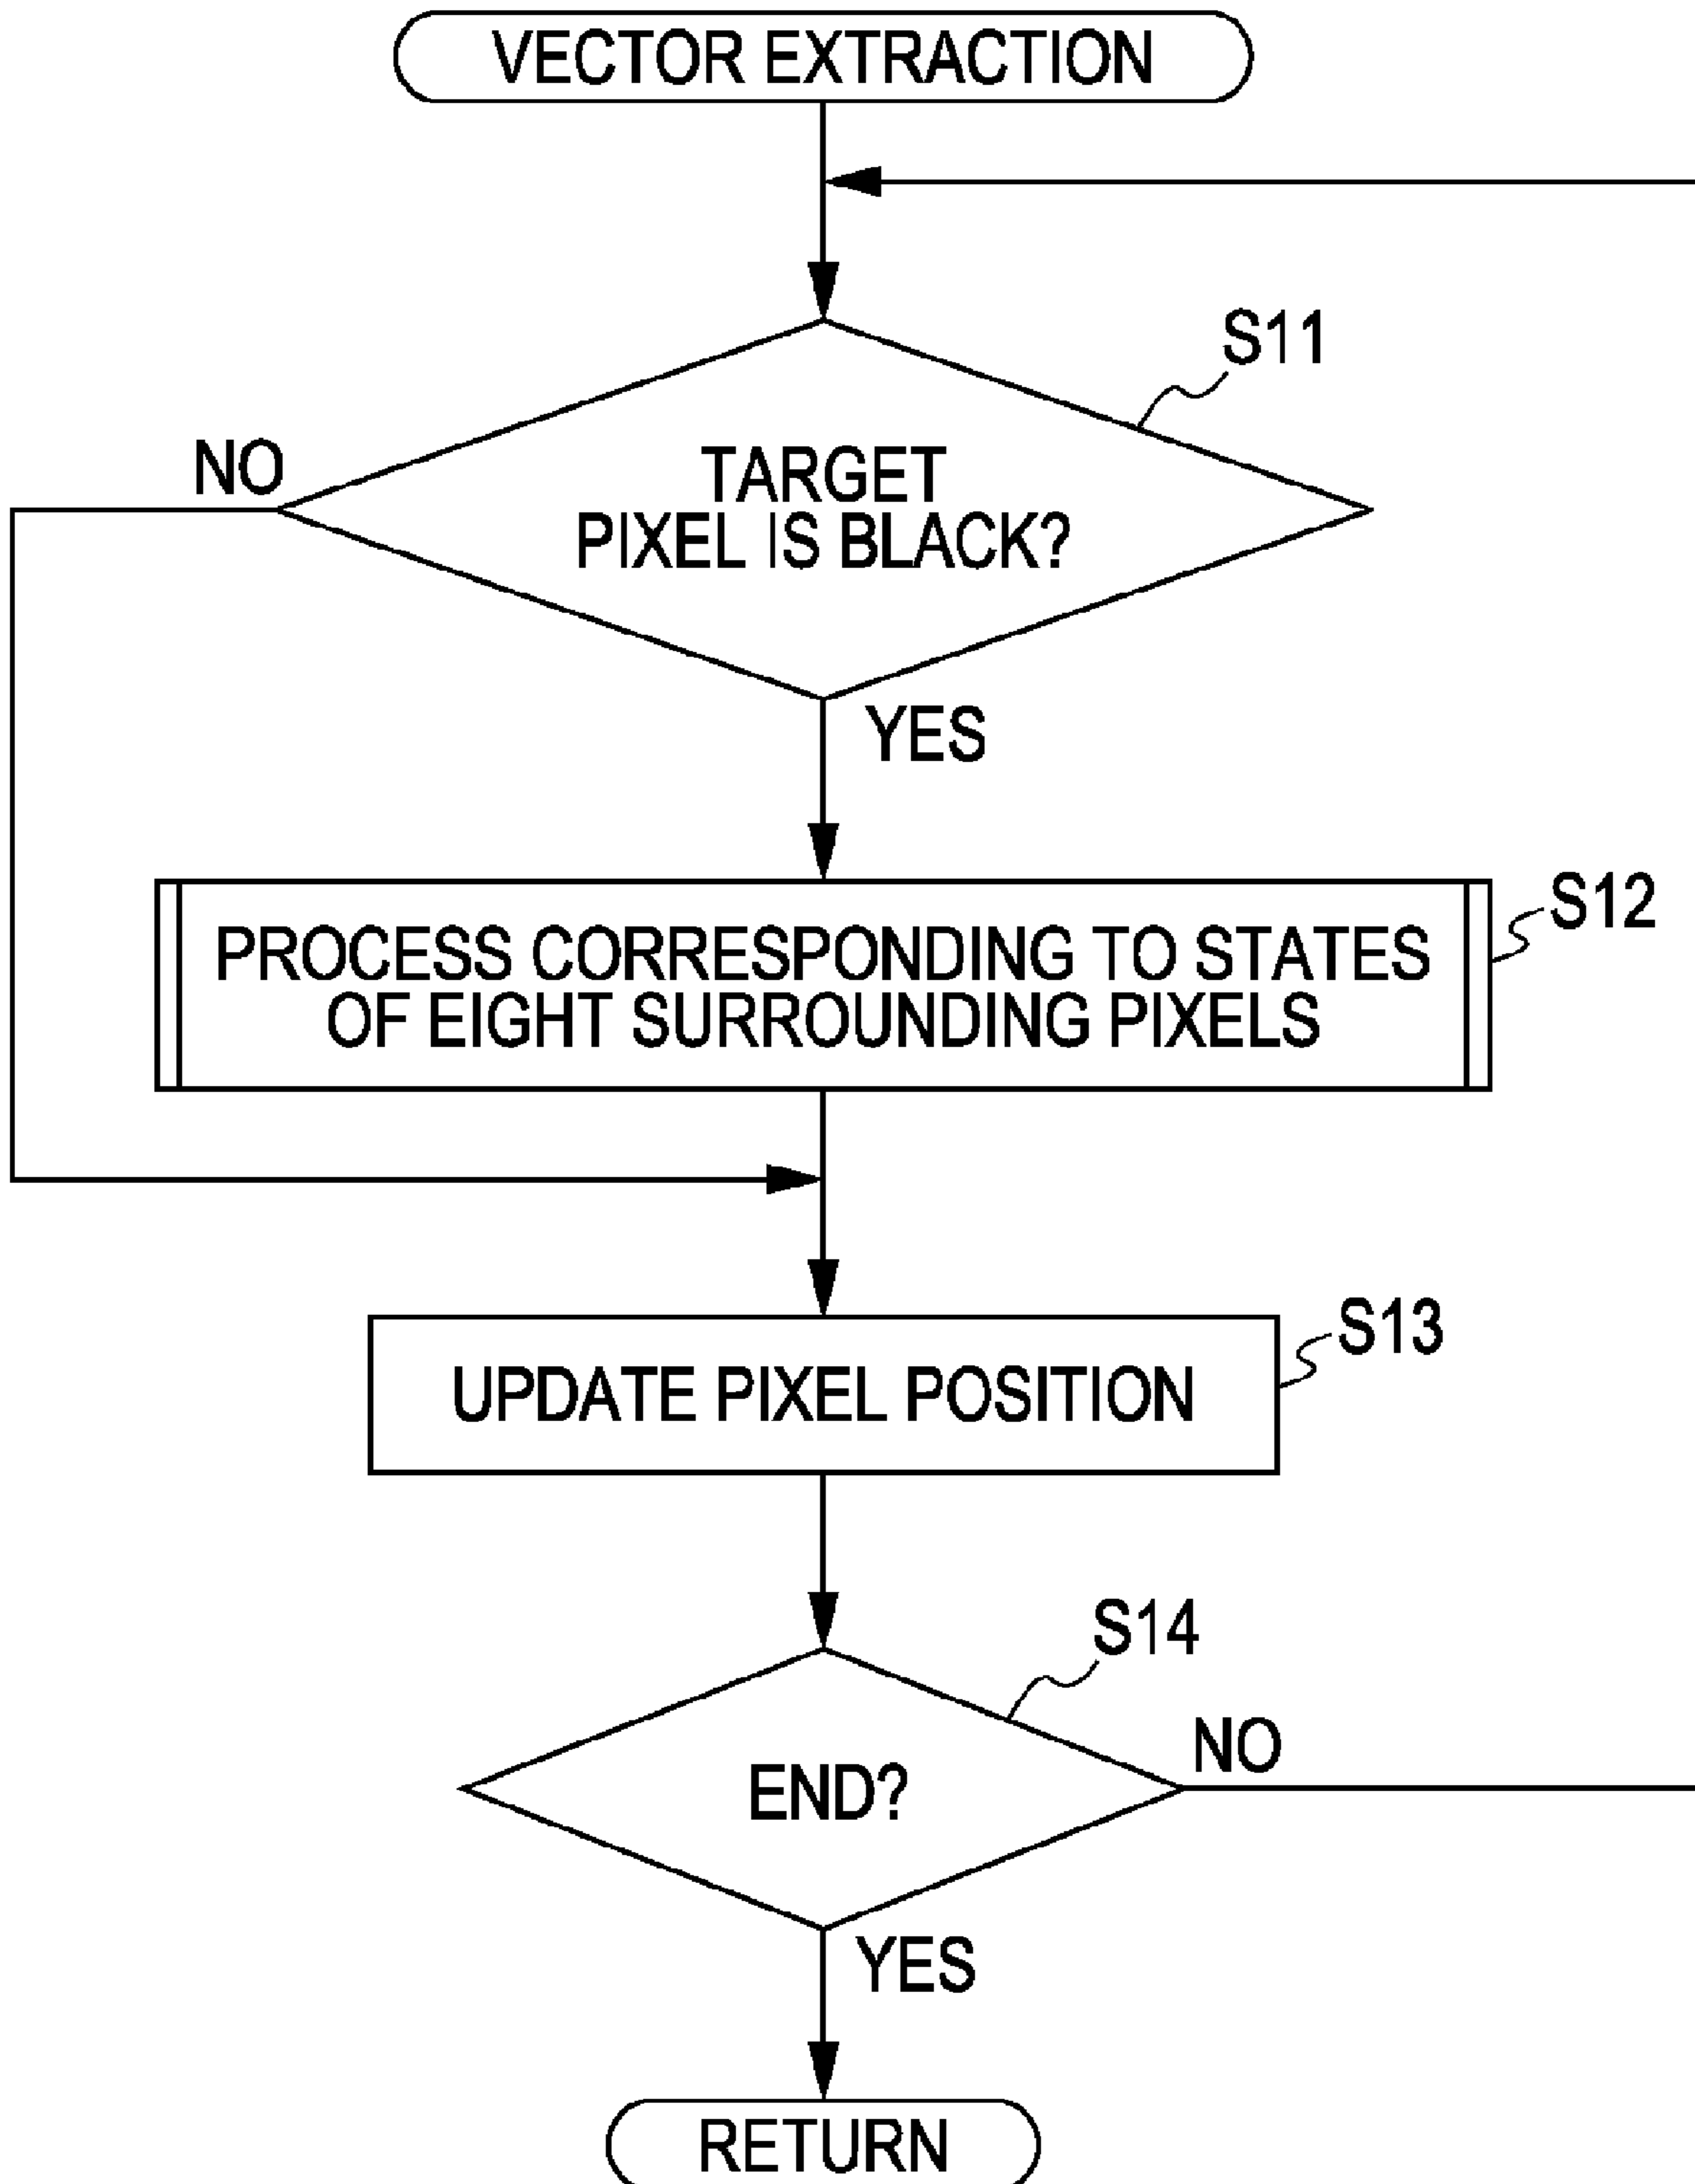 VECTOR EXTRACTION
S11
NO
TARGET
PIXEL IS BLACK?
YES
S12
PROCESS CORRESPONDING TO STATES
OF EIGHT SURROUNDING PIXELS
S13
UPDATE PIXEL POSITION
S14
NO
END?
YES
RETURN